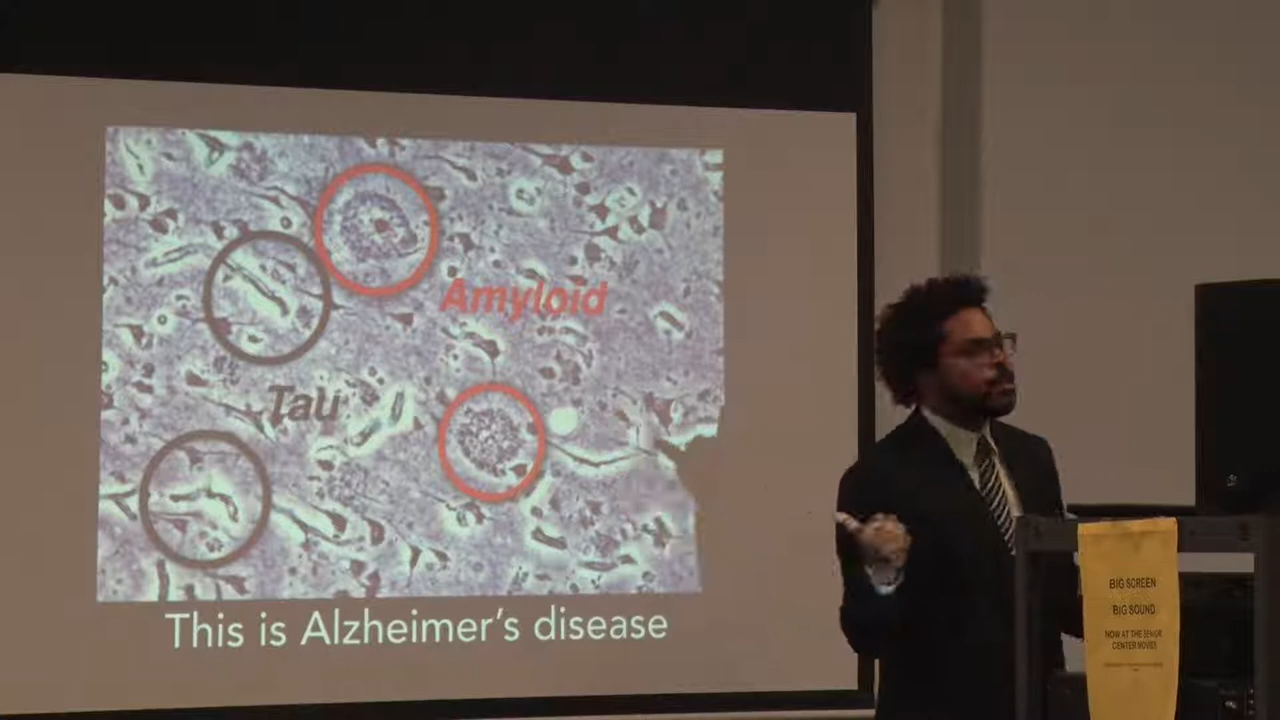 Amyloid
Tau
This is Alzheimer's disease
BIG SCREEN
BIG SOUND
NOW AT THE SENIOR
CENTER MOVIES